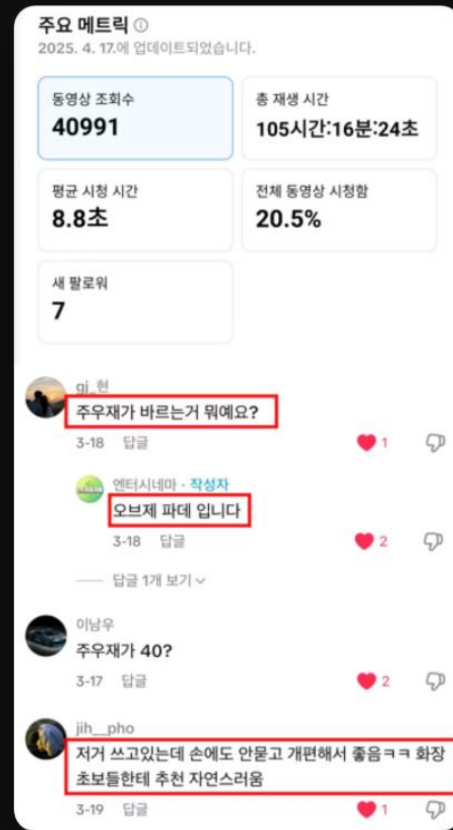 주요 메트릭
2025. 4. 17.에 업데이트되었습니다.
동영상 조회수
40991
총 재생 시간
105시간:16분:24초
평균 시청 시간
8.8초
전체 동영상 시청함
20.5%
새 팔로워
7
gj_현
주우재가 바르는거 뭐예요?
3-18 답글
1
엔터시네마 · 작성자
오브제 파데 입니다
3-18 답글
2
답글 1개 보기
이남우
주우재가 40?
3-17 답글
2
jih__pho
저거 쓰고있는데 손에도 안묻고 개편해서 좋음ㅋㅋ 화장
초보들한테 추천 자연스러움
3-19 답글
1